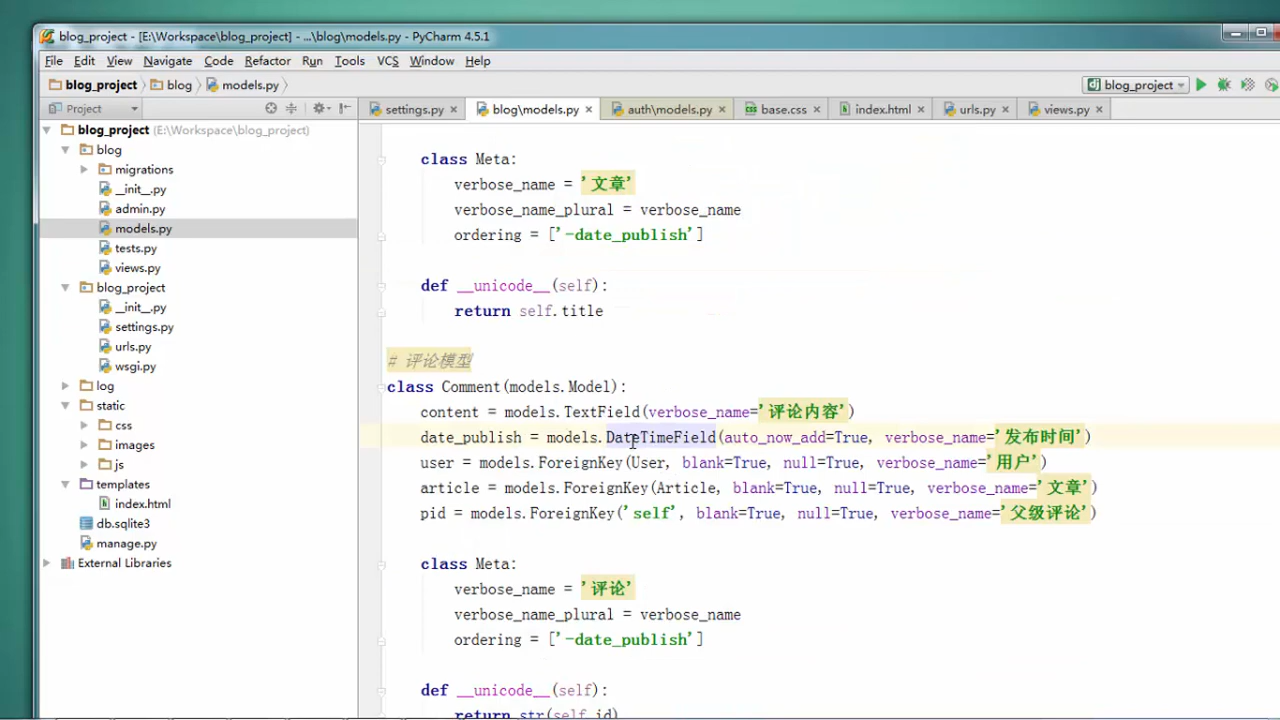 blog_project - [E:\Workspace\blog_project] - ...\blog\models.py - PyCharm 4.5.1
File Edit View Navigate Code Refactor Run Tools VCS Window Help
blog_project blog models.py blog_project
Project settings.py blog\models.py auth\models.py base.css index.html urls.py views.py
blog_project (E:\Workspace\blog_project)
blog
migrations
__init__.py
admin.py
models.py
tests.py
views.py
blog_project
__init__.py
settings.py
urls.py
wsgi.py
log
static
css
images
js
templates
index.html
db.sqlite3
manage.py
External Libraries
class Meta:
verbose_name = '文章'
verbose_name_plural = verbose_name
ordering = ['-date_publish']
def __unicode__(self):
return self.title
# 评论模型
class Comment(models.Model):
content = models.TextField(verbose_name='评论内容')
date_publish = models.DateTimeField(auto_now_add=True, verbose_name='发布时间')
user = models.ForeignKey(User, blank=True, null=True, verbose_name='用户')
article = models.ForeignKey(Article, blank=True, null=True, verbose_name='文章')
pid = models.ForeignKey('self', blank=True, null=True, verbose_name='父级评论')
class Meta:
verbose_name = '评论'
verbose_name_plural = verbose_name
ordering = ['-date_publish']
def __unicode__(self):
return str(self.id)